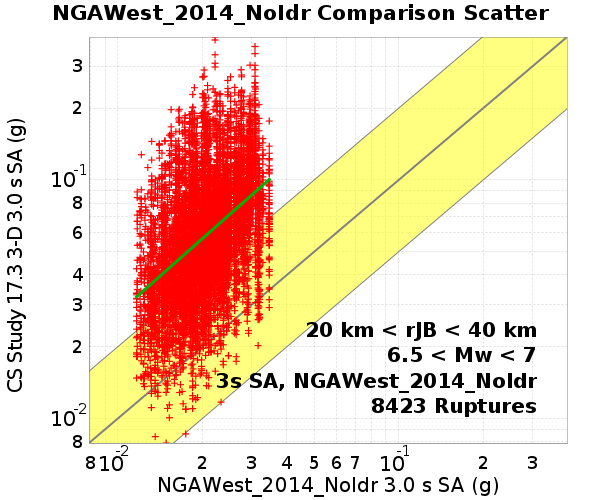 NGAWest_2014_NoIdr Comparison Scatter
CS Study 17.3 3-D 3.0 s SA (g)
3
2
10-1
8
6
4
3
2
10-2
8
20 km < rJB < 40 km
6.5 < Mw < 7
3s SA, NGAWest_2014_NoIdr
8423 Ruptures
8 10-2 2 3 4 5 6 7 10-1 2 3
NGAWest_2014_NoIdr 3.0 s SA (g)